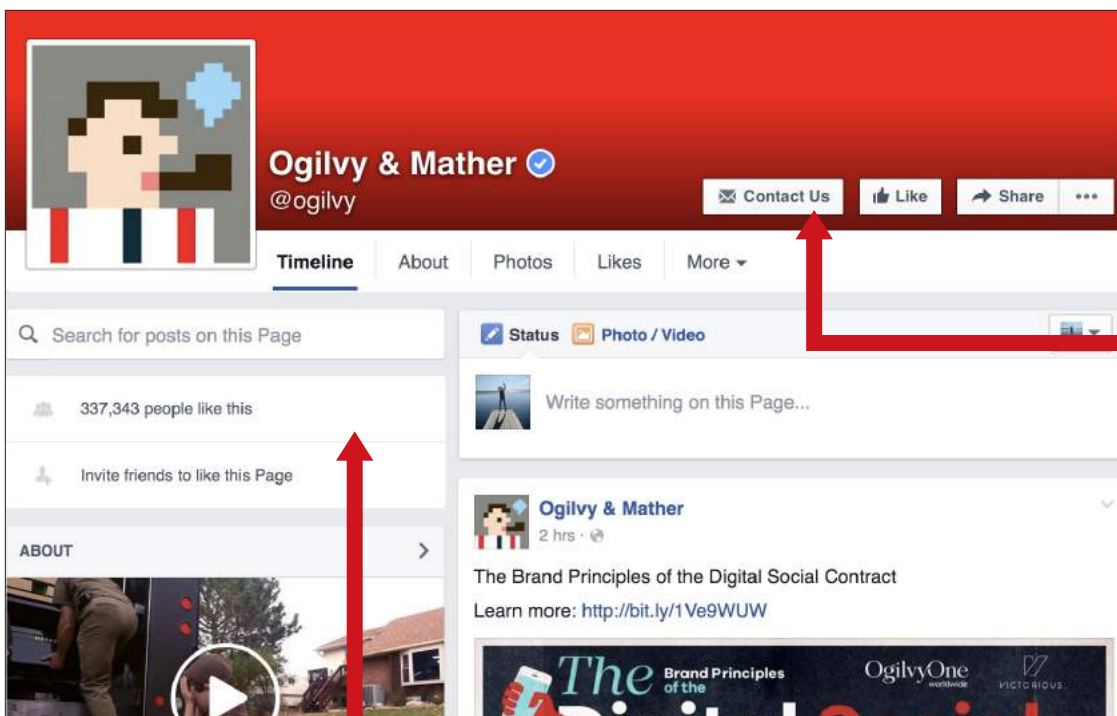 Ogilvy & Mather
@ogilvy
Contact Us
Like
Share
Timeline
About
Photos
Likes
More
Search for posts on this Page
337,343 people like this
Invite friends to like this Page
ABOUT
Status
Photo / Video
Write something on this Page...
Ogilvy & Mather
2 hrs ·
The Brand Principles of the Digital Social Contract
Learn more: http://bit.ly/1Ve9WUW
The Brand Principles
of the
OgilvyOne
worldwide
VICTORIOUS
Digital Social